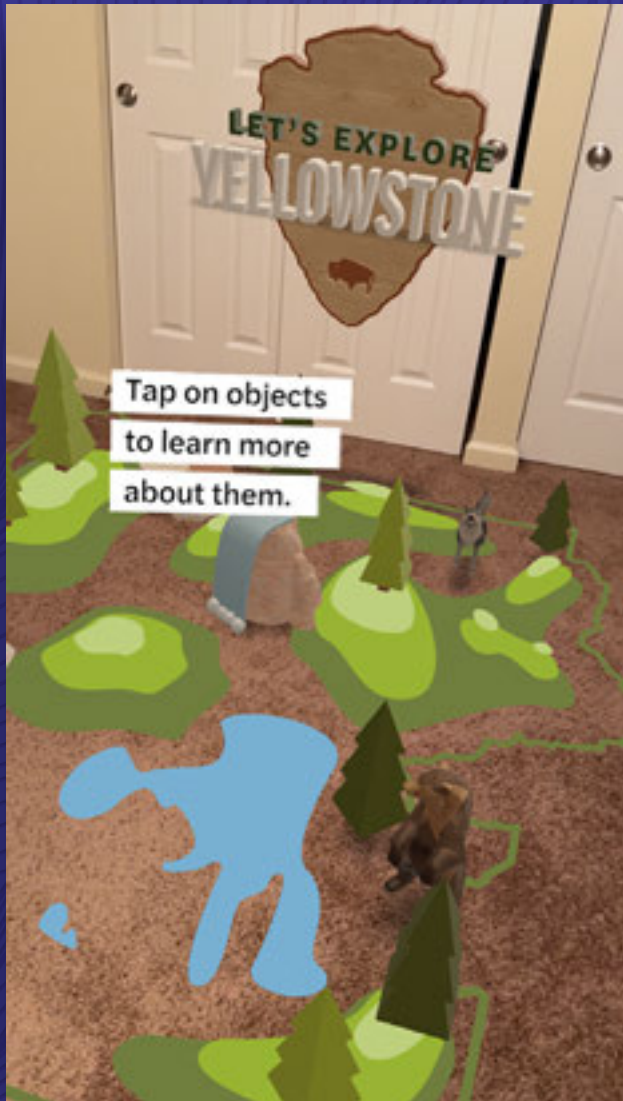 LET'S EXPLORE
YELLOWSTONE
Tap on objects
to learn more
about them.